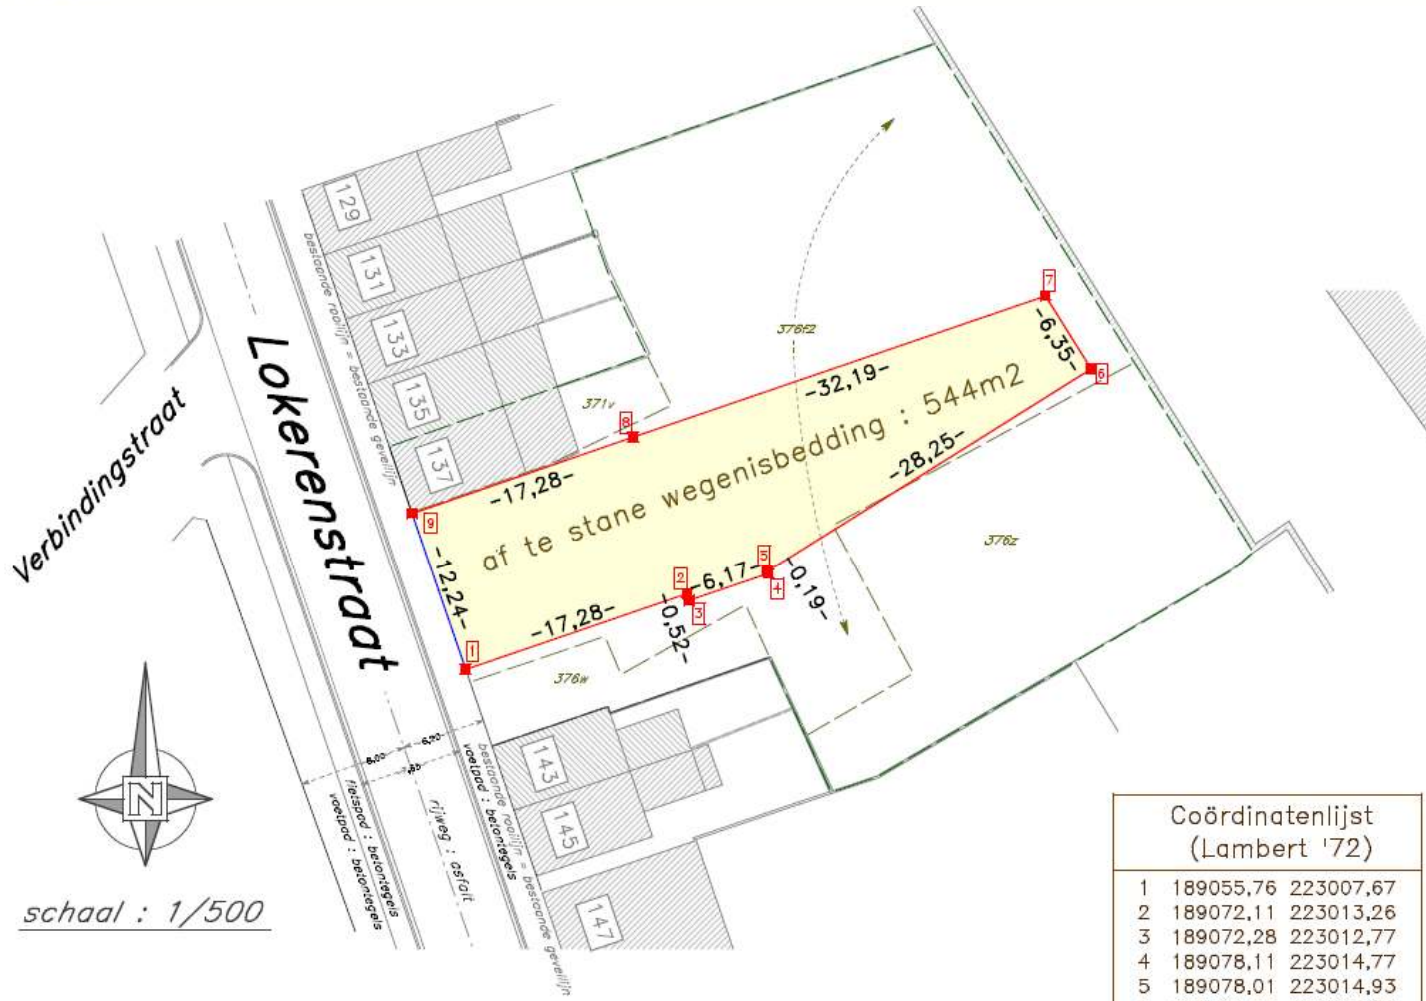 129
131
133
135
137
bestaande rooilijn = bestaande gevellijn
Lokerenstraat
Verbindingstraat
371v
376f2
376z
376w
7
6
8
9
5
2
4
3
1
-6,35-
-32,19-
-28,25-
-17,28-
-12,24-
-6,17-
-0,19-
-17,28-
-0,52-
af te stane wegenisbedding : 544m2
143
145
147
bestaande rooilijn = bestaande gevellijn
voetpad : betontegels
rijweg : asfalt
fietspad : betontegels
voetpad : betontegels
N
schaal : 1/500
Coördinatenlijst
(Lambert '72)
1 189055,76 223007,67
2 189072,11 223013,26
3 189072,28 223012,77
4 189078,11 223014,77
5 189078,01 223014,93